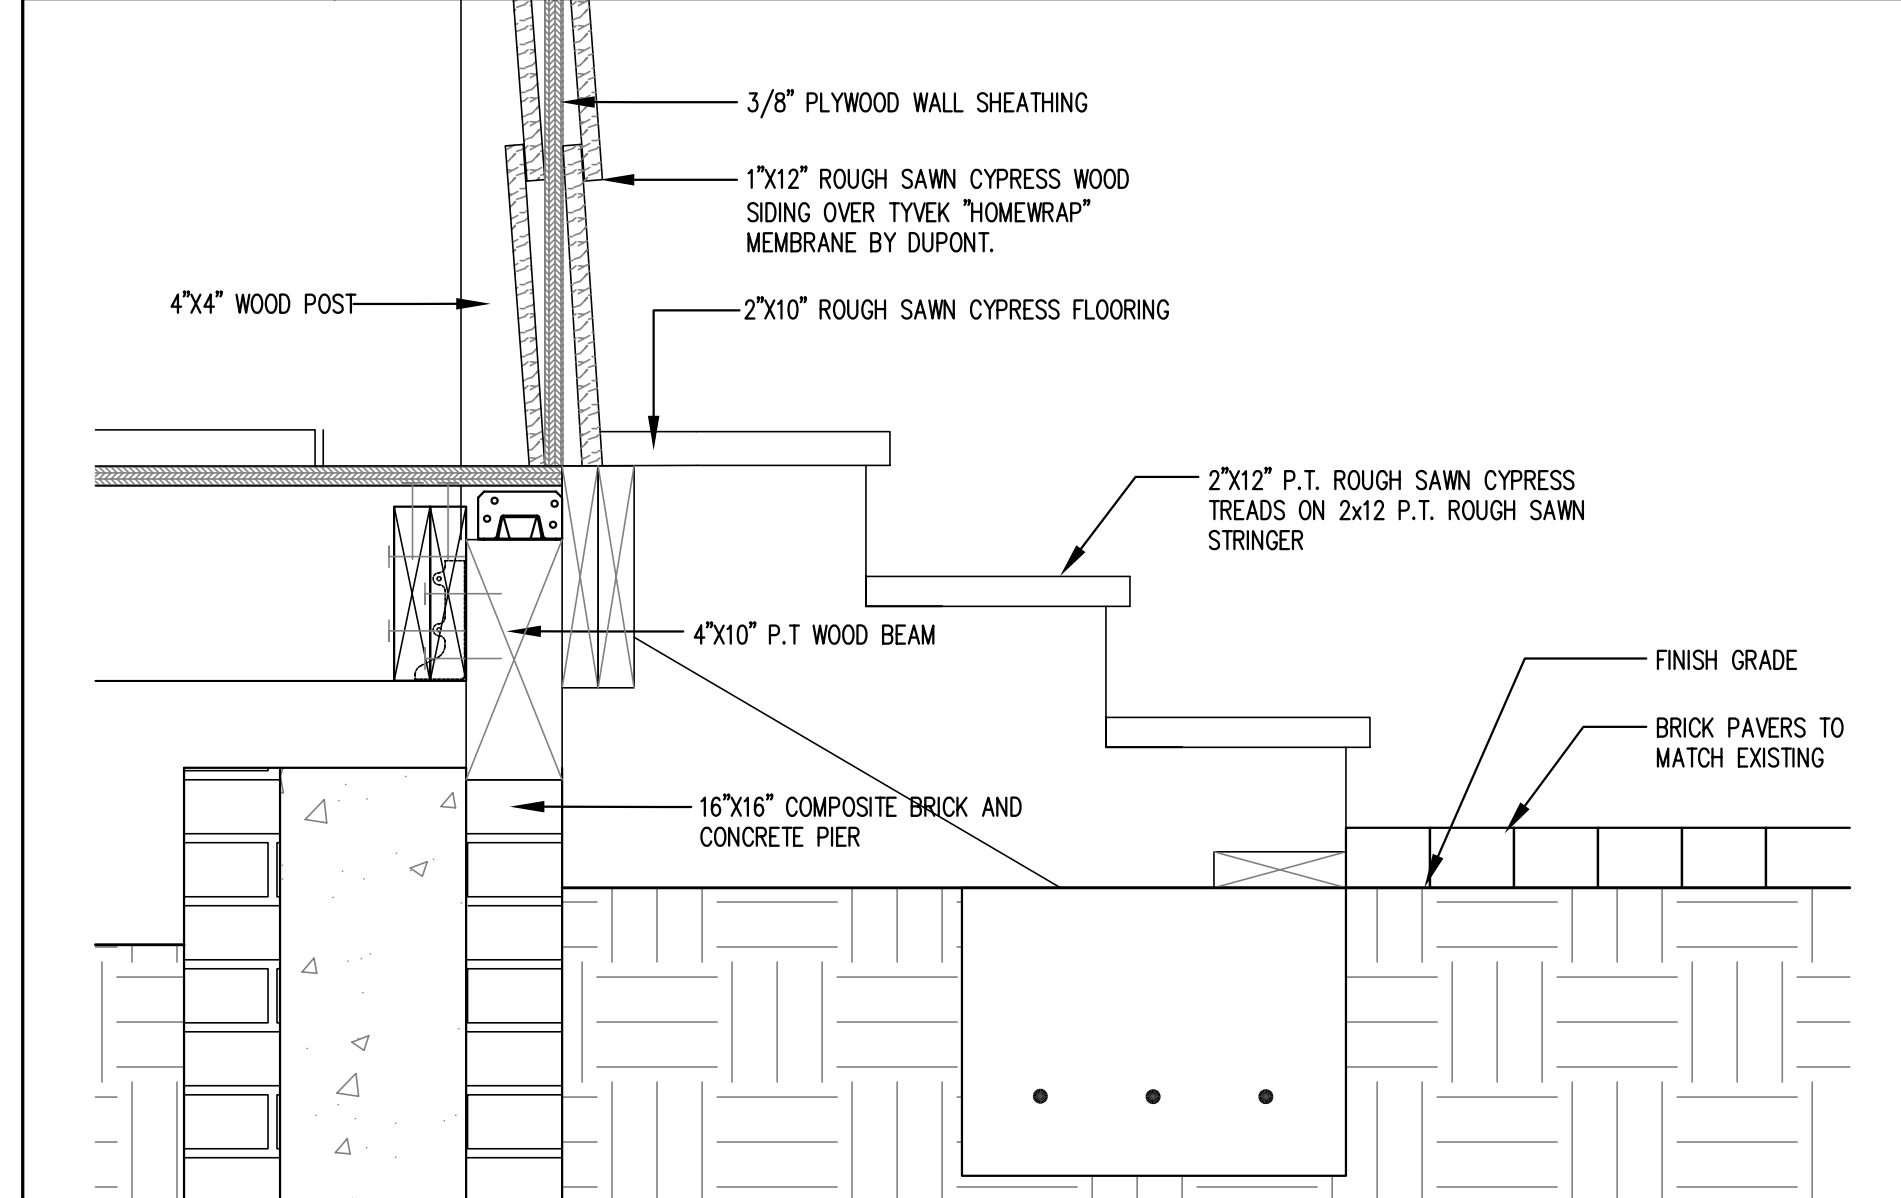 3/8" PLYWOOD WALL SHEATHING
1"X12" ROUGH SAWN CYPRESS WOOD
SIDING OVER TYVEK "HOMEWRAP"
MEMBRANE BY DUPONT.
4"X4" WOOD POST
2"X10" ROUGH SAWN CYPRESS FLOORING
2"X12" P.T. ROUGH SAWN CYPRESS
TREADS ON 2x12 P.T. ROUGH SAWN
STRINGER
4"X10" P.T WOOD BEAM
FINISH GRADE
BRICK PAVERS TO
MATCH EXISTING
16"X16" COMPOSITE BRICK AND
CONCRETE PIER